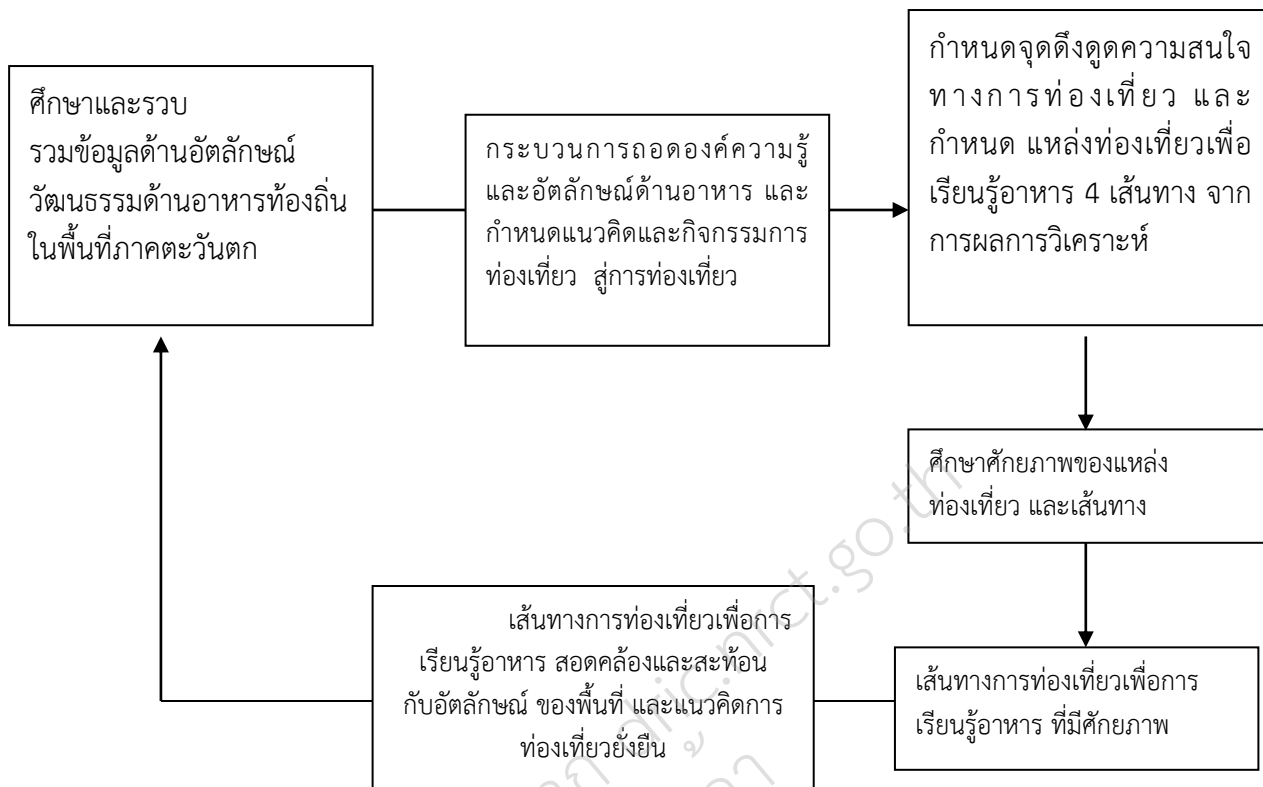 ศึกษาและรวบ
รวมข้อมูลด้านอัตลักษณ์
วัฒนธรรมด้านอาหารท้องถิ่น
ในพื้นที่ภาคตะวันตก
กระบวนการถอดองค์ความรู้
และอัตลักษณ์ด้านอาหาร และ
กำหนดแนวคิดและกิจกรรมการ
ท่องเที่ยว สู่การท่องเที่ยว
กำหนดจุดดึงดูดความสนใจ
ทางการท่องเที่ยว และ
กำหนด แหล่งท่องเที่ยวเพื่อ
เรียนรู้อาหาร 4 เส้นทาง จาก
การผลการวิเคราะห์
ศึกษาศักยภาพของแหล่ง
ท่องเที่ยว และเส้นทาง
เส้นทางการท่องเที่ยวเพื่อการ
เรียนรู้อาหาร ที่มีศักยภาพ
เส้นทางการท่องเที่ยวเพื่อการ
เรียนรู้อาหาร สอดคล้องและสะท้อน
กับอัตลักษณ์ ของพื้นที่ และแนวคิดการ
ท่องเที่ยวยั่งยืน
dric.nrct.go.th